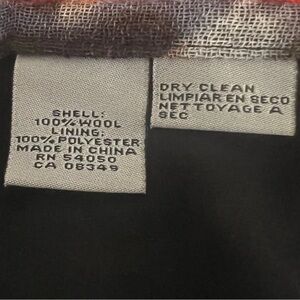 SHELL:
100% WOOL
LINING:
100% POLYESTER
MADE IN CHINA
RN 54050
CA 08349
DRY CLEAN
LIMPIAR EN SECO
NETTOYAGE A
SEC